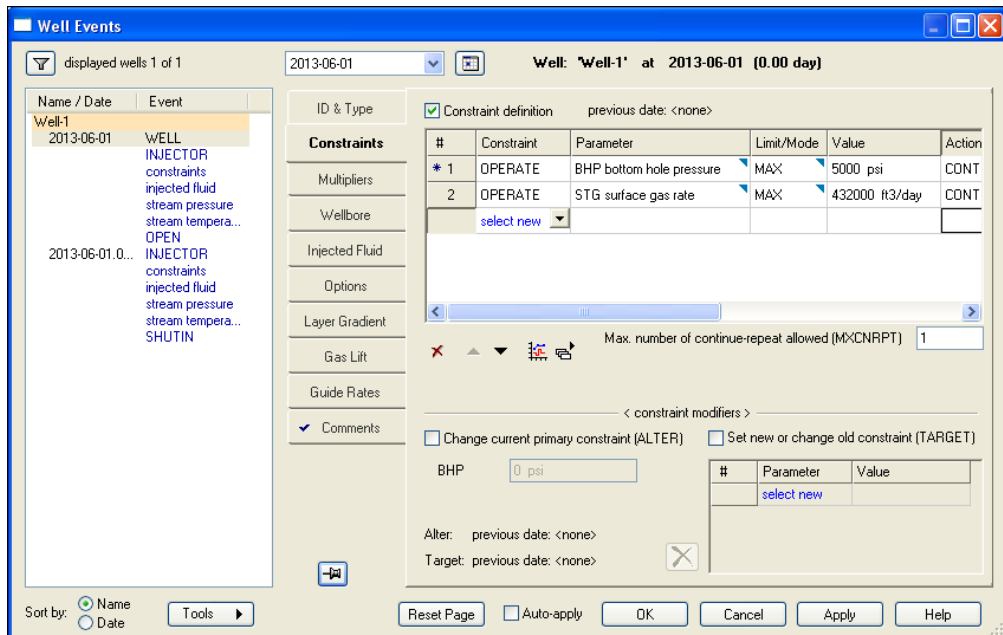 Well Events
displayed wells 1 of 1
2013-06-01
Well: 'Well-1' at 2013-06-01 (0.00 day)
Name / Date Event
Well-1
2013-06-01 WELL
INJECTOR
constraints
injected fluid
stream pressure
stream tempera...
OPEN
2013-06-01.0... INJECTOR
constraints
injected fluid
stream pressure
stream tempera...
SHUTIN
ID & Type
Constraints
Multipliers
Wellbore
Injected Fluid
Options
Layer Gradient
Gas Lift
Guide Rates
Comments
Constraint definition previous date: <none>
# Constraint Parameter Limit/Mode Value Action
* 1 OPERATE BHP bottom hole pressure MAX 5000 psi CONT
2 OPERATE STG surface gas rate MAX 432000 ft3/day CONT
select new
Max. number of continue-repeat allowed (MXCNRPT) 1
< constraint modifiers >
Change current primary constraint (ALTER) Set new or change old constraint (TARGET)
BHP 0 psi
# Parameter Value
select new
Alter: previous date: <none>
Target: previous date: <none>
Sort by: Name
Date
Tools
Reset Page Auto-apply OK Cancel Apply Help